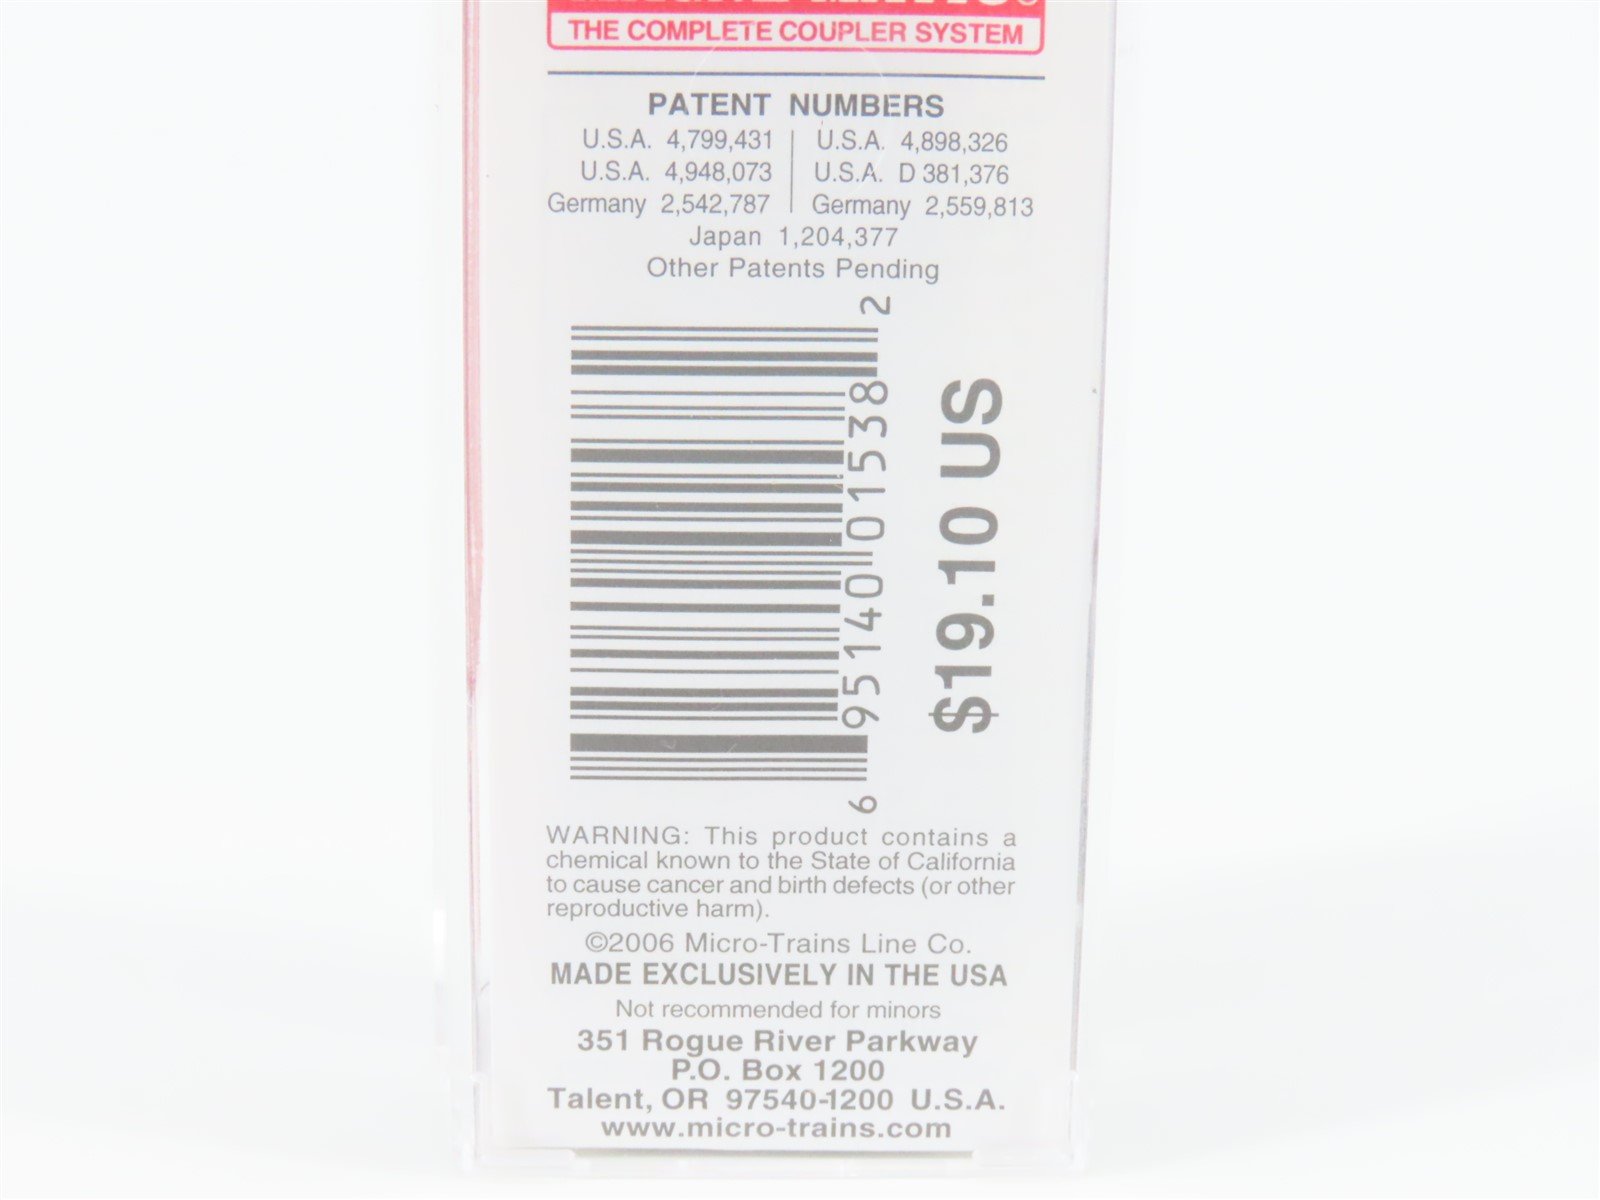 THE COMPLETE COUPLER SYSTEM
PATENT NUMBERS
U.S.A. 4,799,431 | U.S.A. 4,898,326
U.S.A. 4,948,073 | U.S.A. D 381,376
Germany 2,542,787 | Germany 2,559,813
Japan 1,204,377
Other Patents Pending
6 95140 01538 2
$19.10 US
WARNING: This product contains a
chemical known to the State of California
to cause cancer and birth defects (or other
reproductive harm).
©2006 Micro-Trains Line Co.
MADE EXCLUSIVELY IN THE USA
Not recommended for minors
351 Rogue River Parkway
P.O. Box 1200
Talent, OR 97540-1200 U.S.A.
www.micro-trains.com